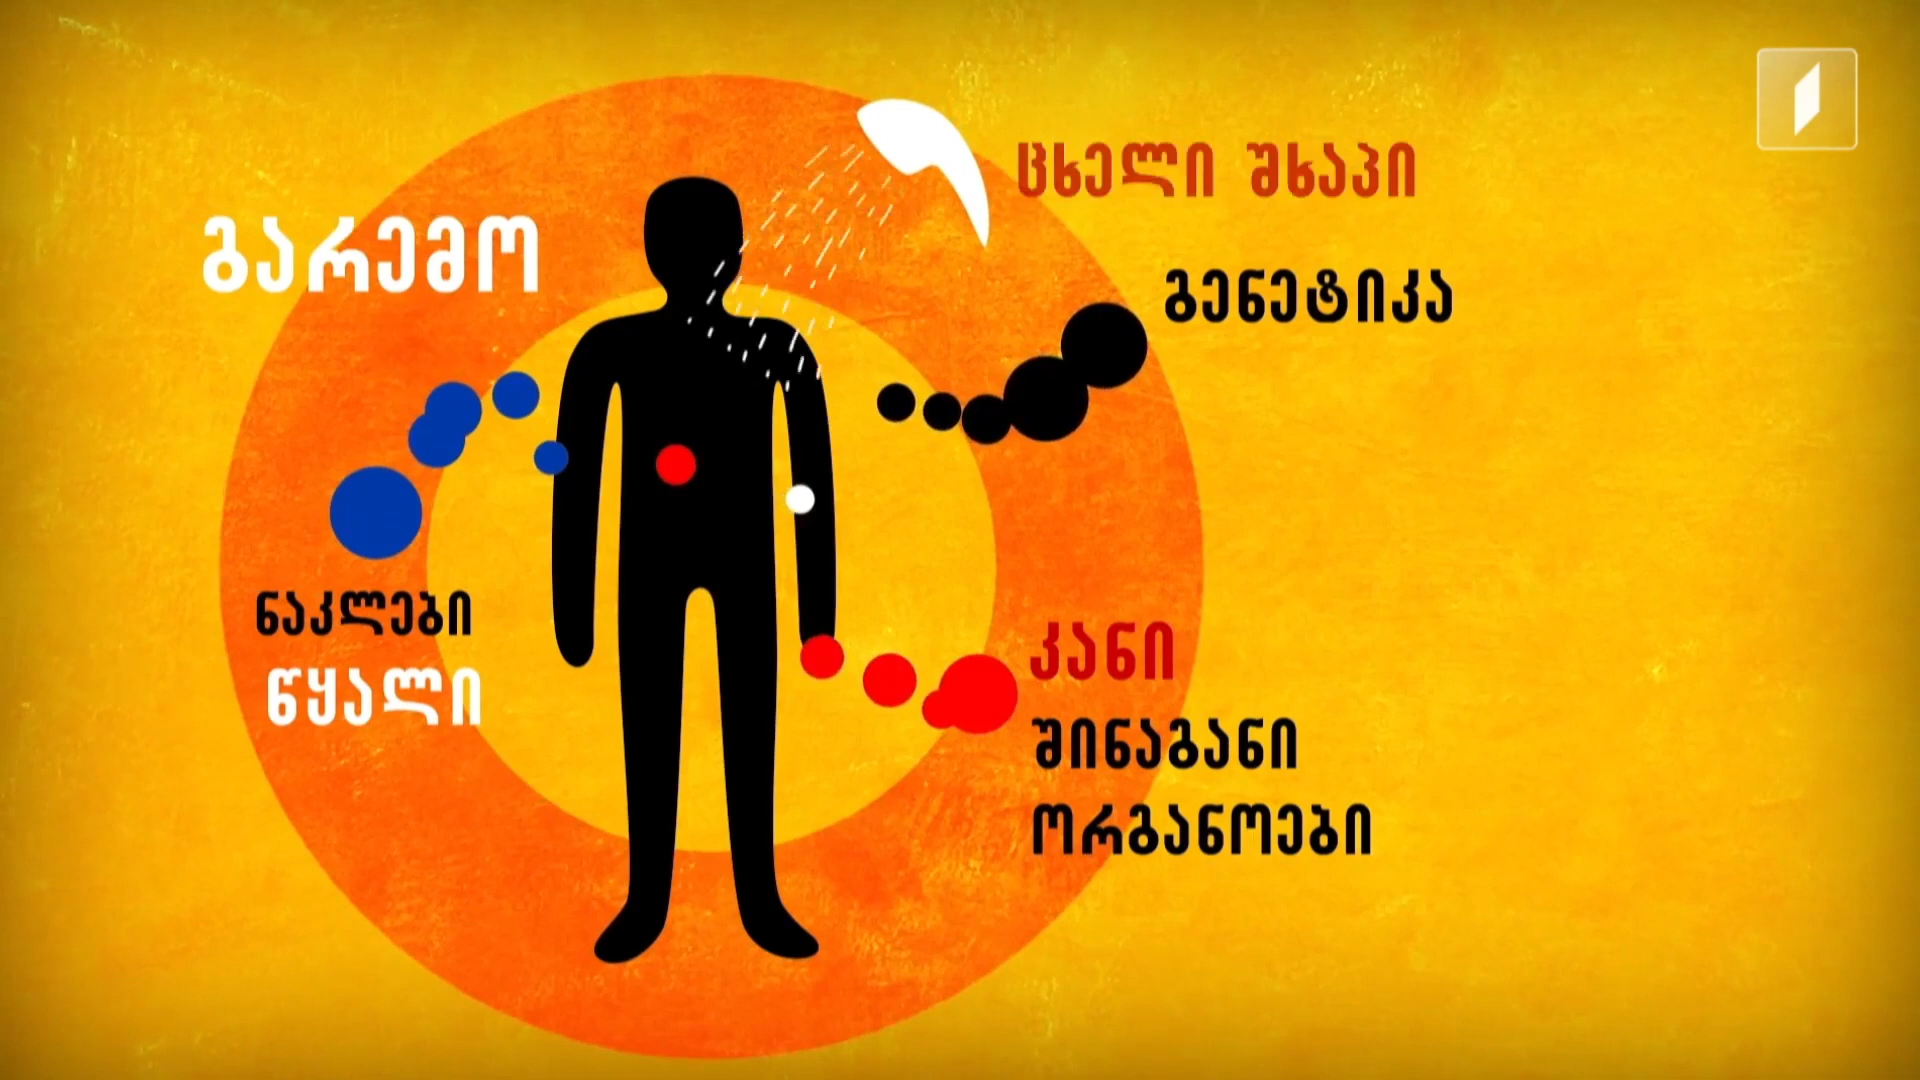 გარემო
ცხელი შხაპი
გენეტიკა
ნაკლები
წყალი
კანი
შინაგანი
ორგანოები